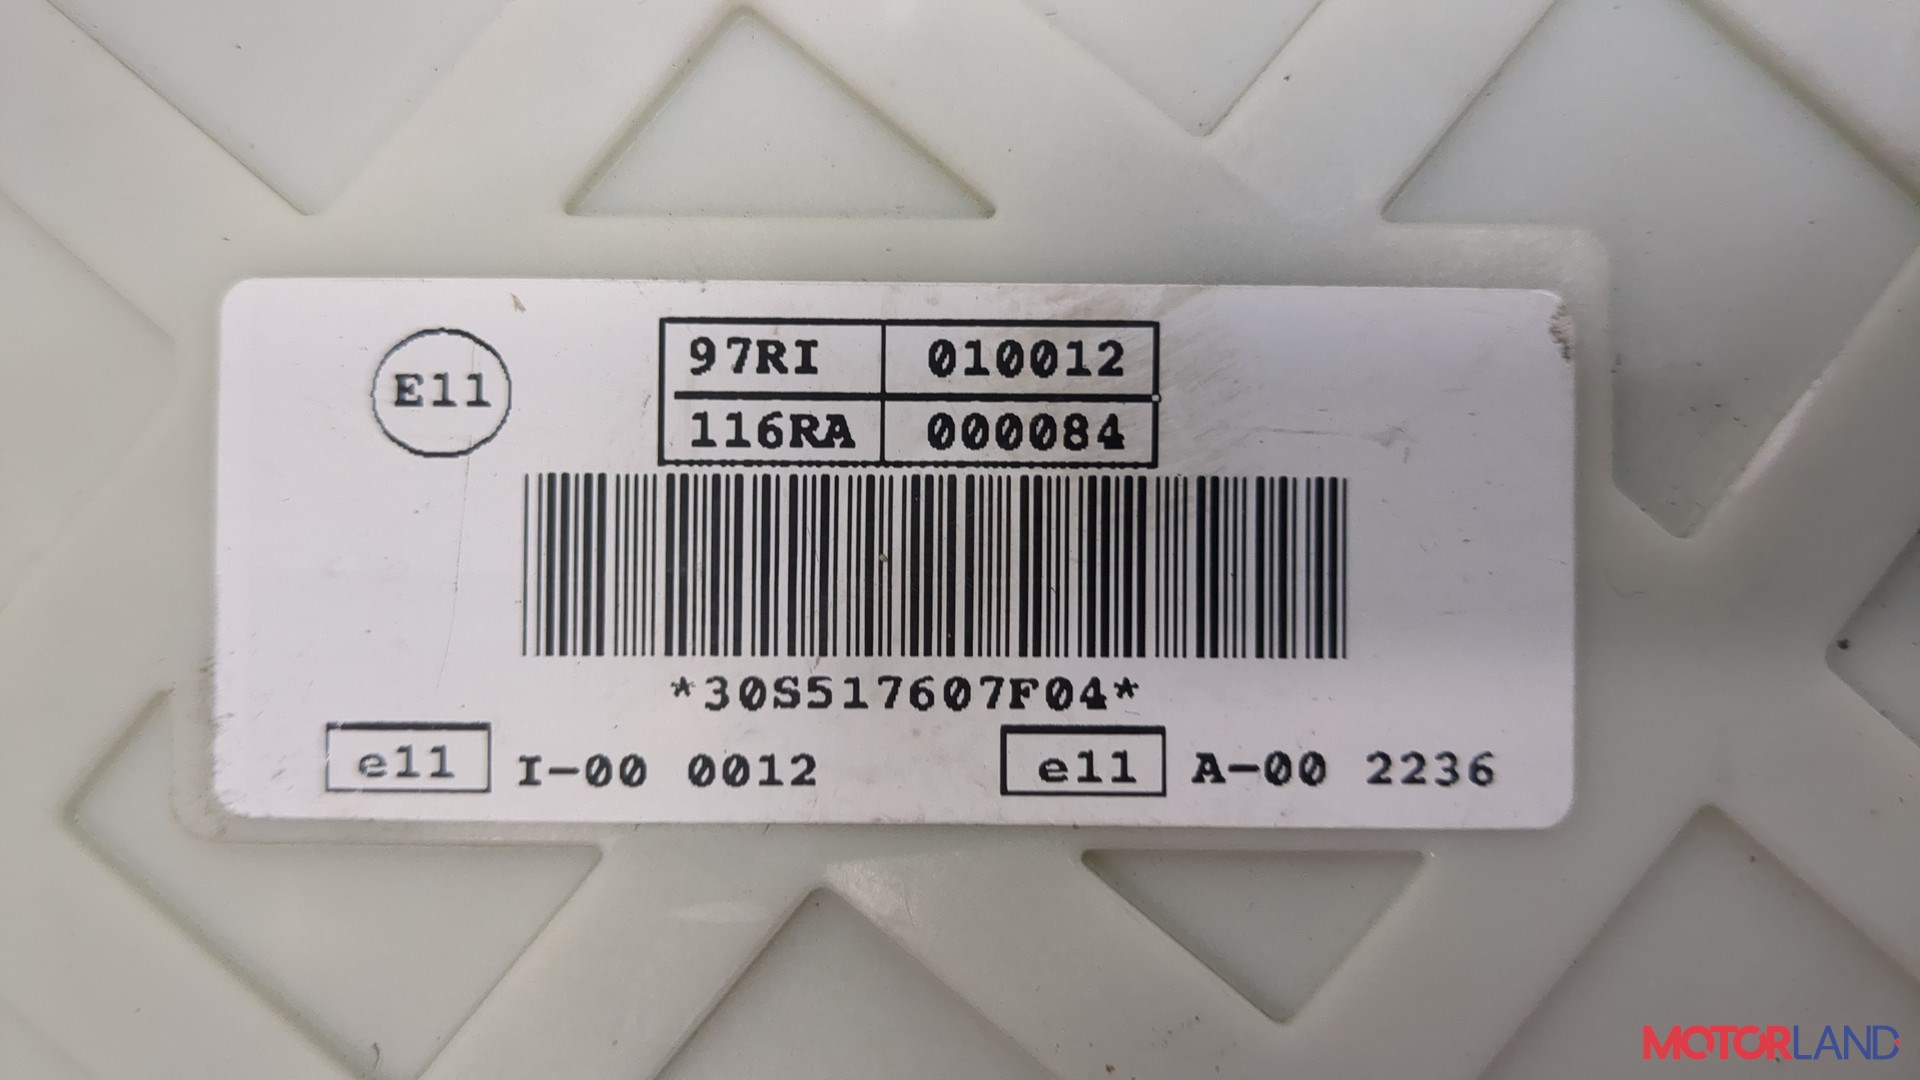 E11
97RI 010012
116RA 000084
*30S517607F04*
e11 I-00 0012 e11 A-00 2236
MOTORLAND